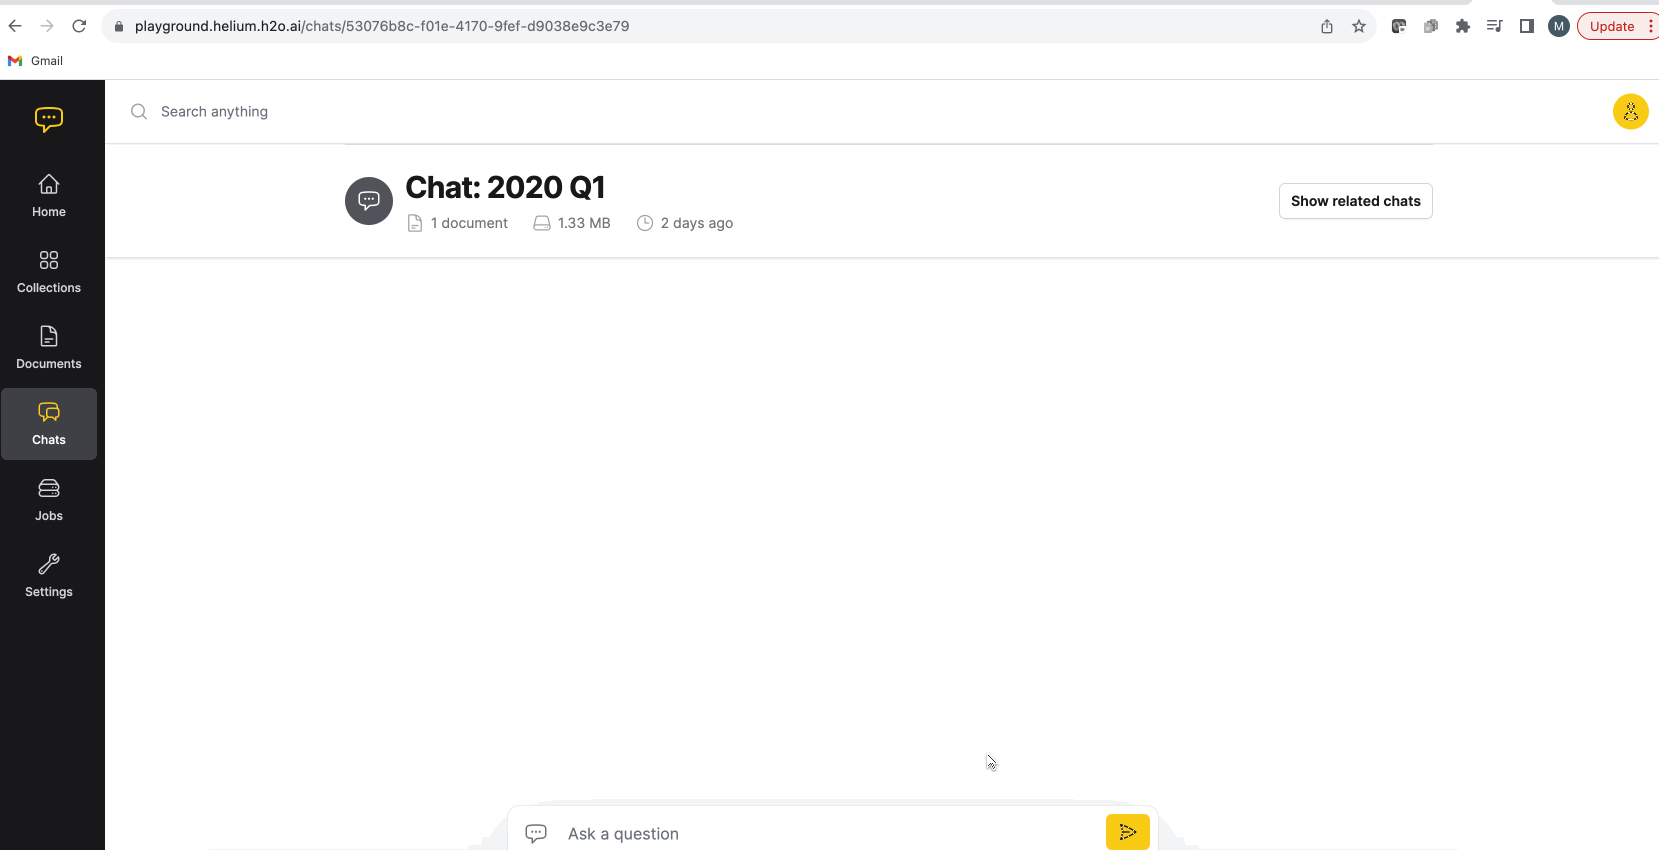 playground.helium.h2o.ai/chats/53076b8c-f01e-4170-9fef-d9038e9c3e79
M
Update
Gmail
Search anything
Home
Collections
Documents
Chats
Jobs
Settings
Chat: 2020 Q1
1 document 1.33 MB 2 days ago
Show related chats
Ask a question